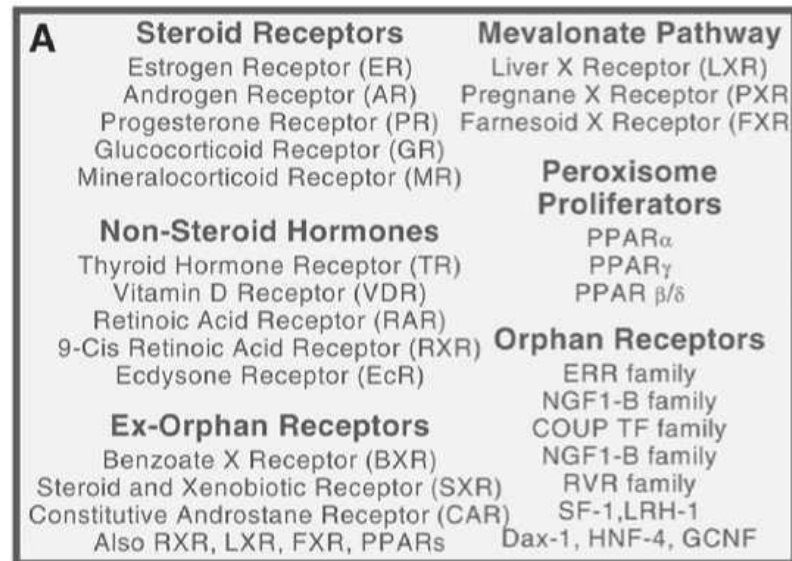 A
Steroid Receptors
Estrogen Receptor (ER)
Androgen Receptor (AR)
Progesterone Receptor (PR)
Glucocorticoid Receptor (GR)
Mineralocorticoid Receptor (MR)
Non-Steroid Hormones
Thyroid Hormone Receptor (TR)
Vitamin D Receptor (VDR)
Retinoic Acid Receptor (RAR)
9-Cis Retinoic Acid Receptor (RXR)
Ecdysone Receptor (EcR)
Ex-Orphan Receptors
Benzoate X Receptor (BXR)
Steroid and Xenobiotic Receptor (SXR)
Constitutive Androstane Receptor (CAR)
Also RXR, LXR, FXR, PPARs
Mevalonate Pathway
Liver X Receptor (LXR)
Pregnane X Receptor (PXR
Farnesoid X Receptor (FXR
Peroxisome
Proliferators
PPARα
PPARγ
PPAR β/δ
Orphan Receptors
ERR family
NGF1-B family
COUP TF family
NGF1-B family
RVR family
SF-1,LRH-1
Dax-1, HNF-4, GCNF